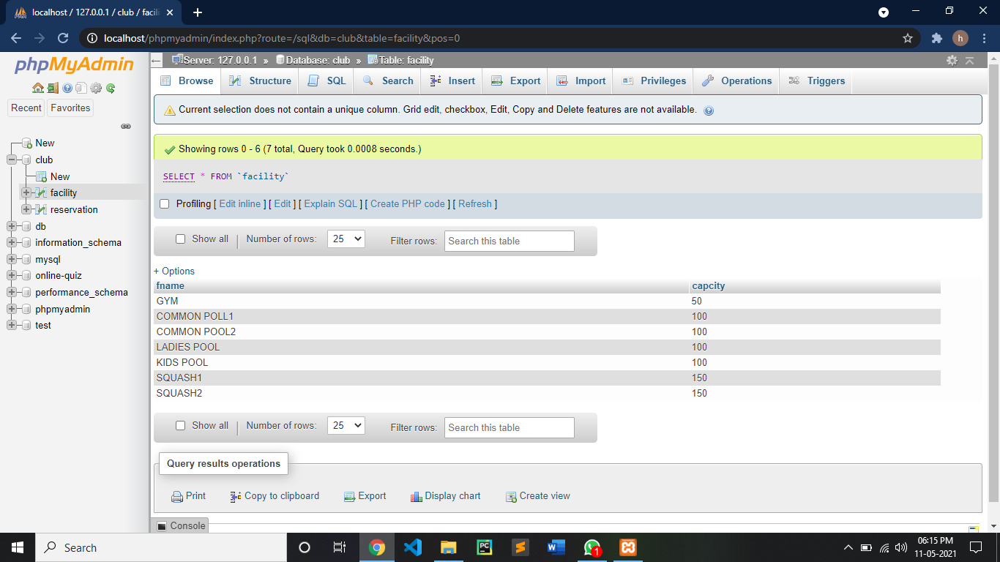 localhost / 127.0.0.1 / club / facili
localhost/phpmyadmin/index.php?route=/sql&db=club&table=facility&pos=0
h
phpMyAdmin
Recent
Favorites
New
club
New
facility
reservation
db
information_schema
mysql
online-quiz
performance_schema
phpmyadmin
test
Server: 127.0.0.1 » Database: club » Table: facility
Browse
Structure
SQL
Search
Insert
Export
Import
Privileges
Operations
Triggers
Current selection does not contain a unique column. Grid edit, checkbox, Edit, Copy and Delete features are not available.
Showing rows 0 - 6 (7 total, Query took 0.0008 seconds.)
SELECT * FROM `facility`
Profiling [ Edit inline ] [ Edit ] [ Explain SQL ] [ Create PHP code ] [ Refresh ]
Show all | Number of rows: 25 Filter rows: Search this table
+ Options
fname capcity
GYM 50
COMMON POLL1 100
COMMON POOL2 100
LADIES POOL 100
KIDS POOL 100
SQUASH1 150
SQUASH2 150
Show all | Number of rows: 25 Filter rows: Search this table
Query results operations
Print
Copy to clipboard
Export
Display chart
Create view
Console
Search
PC
W
1
06:15 PM
11-05-2021